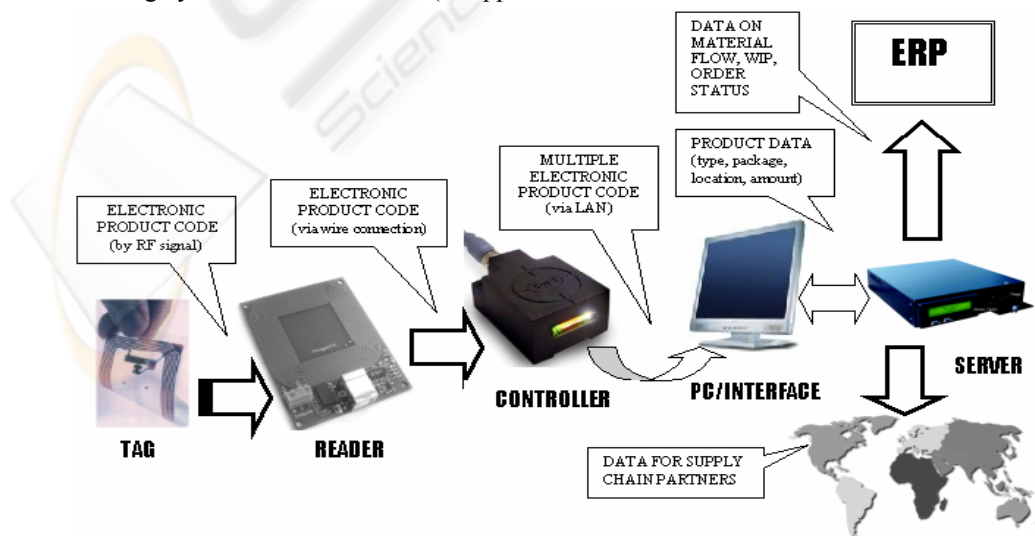 DATA ON
MATERIAL
FLOW, WIP,
ORDER
STATUS
ERP
PRODUCT DATA
(type, package,
location, amount)
MULTIPLE
ELECTRONIC
PRODUCT CODE
(via LAN)
ELECTRONIC
PRODUCT CODE
(via wire connection)
ELECTRONIC
PRODUCT CODE
(by RF signal)
TAG
READER
CONTROLLER
PC/INTERFACE
SERVER
DATA FOR SUPPLY
CHAIN PARTNERS